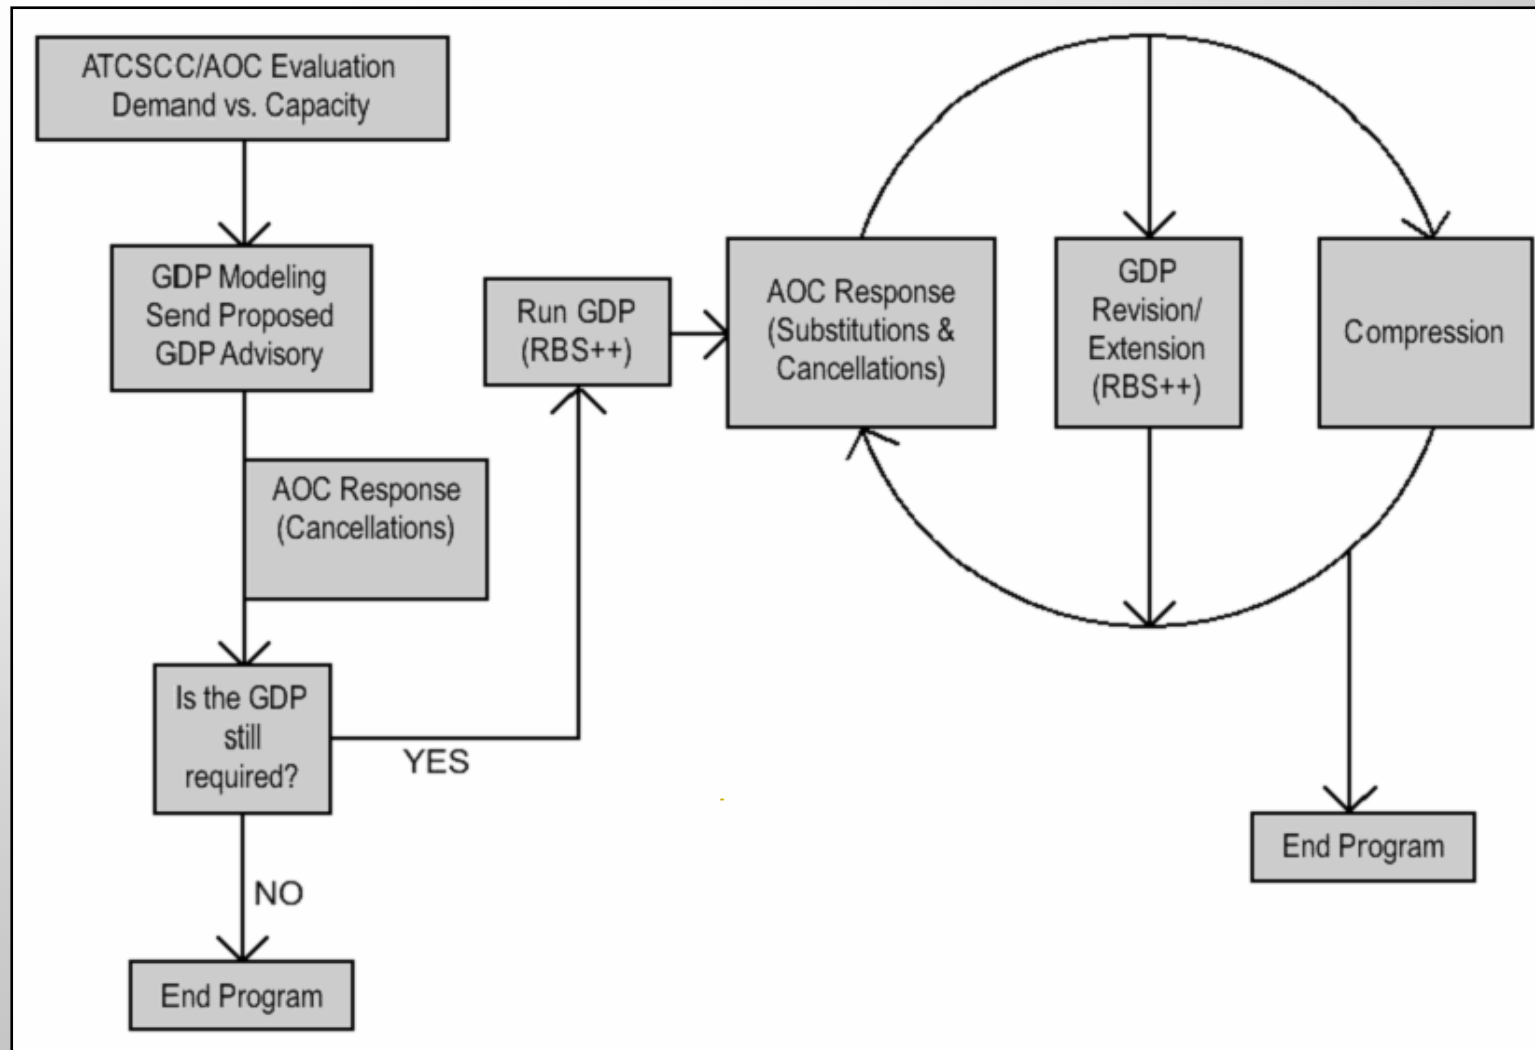 ATCSCC/AOC Evaluation
Demand vs. Capacity
GDP Modeling
Send Proposed
GDP Advisory
AOC Response
(Cancellations)
Is the GDP
still
required?
YES
NO
End Program
Run GDP
(RBS++)
AOC Response
(Substitutions &
Cancellations)
GDP
Revision/
Extension
(RBS++)
Compression
End Program